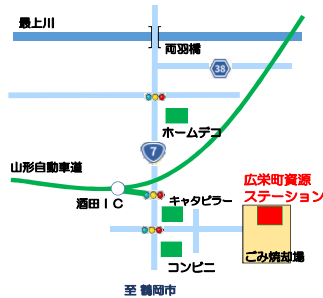 最上川
両羽橋
38
ホームデコ
7
山形自動車道
広栄町資源
ステーション
酒田ＩＣ
キャタピラー
ごみ焼却場
コンビニ
至 鶴岡市